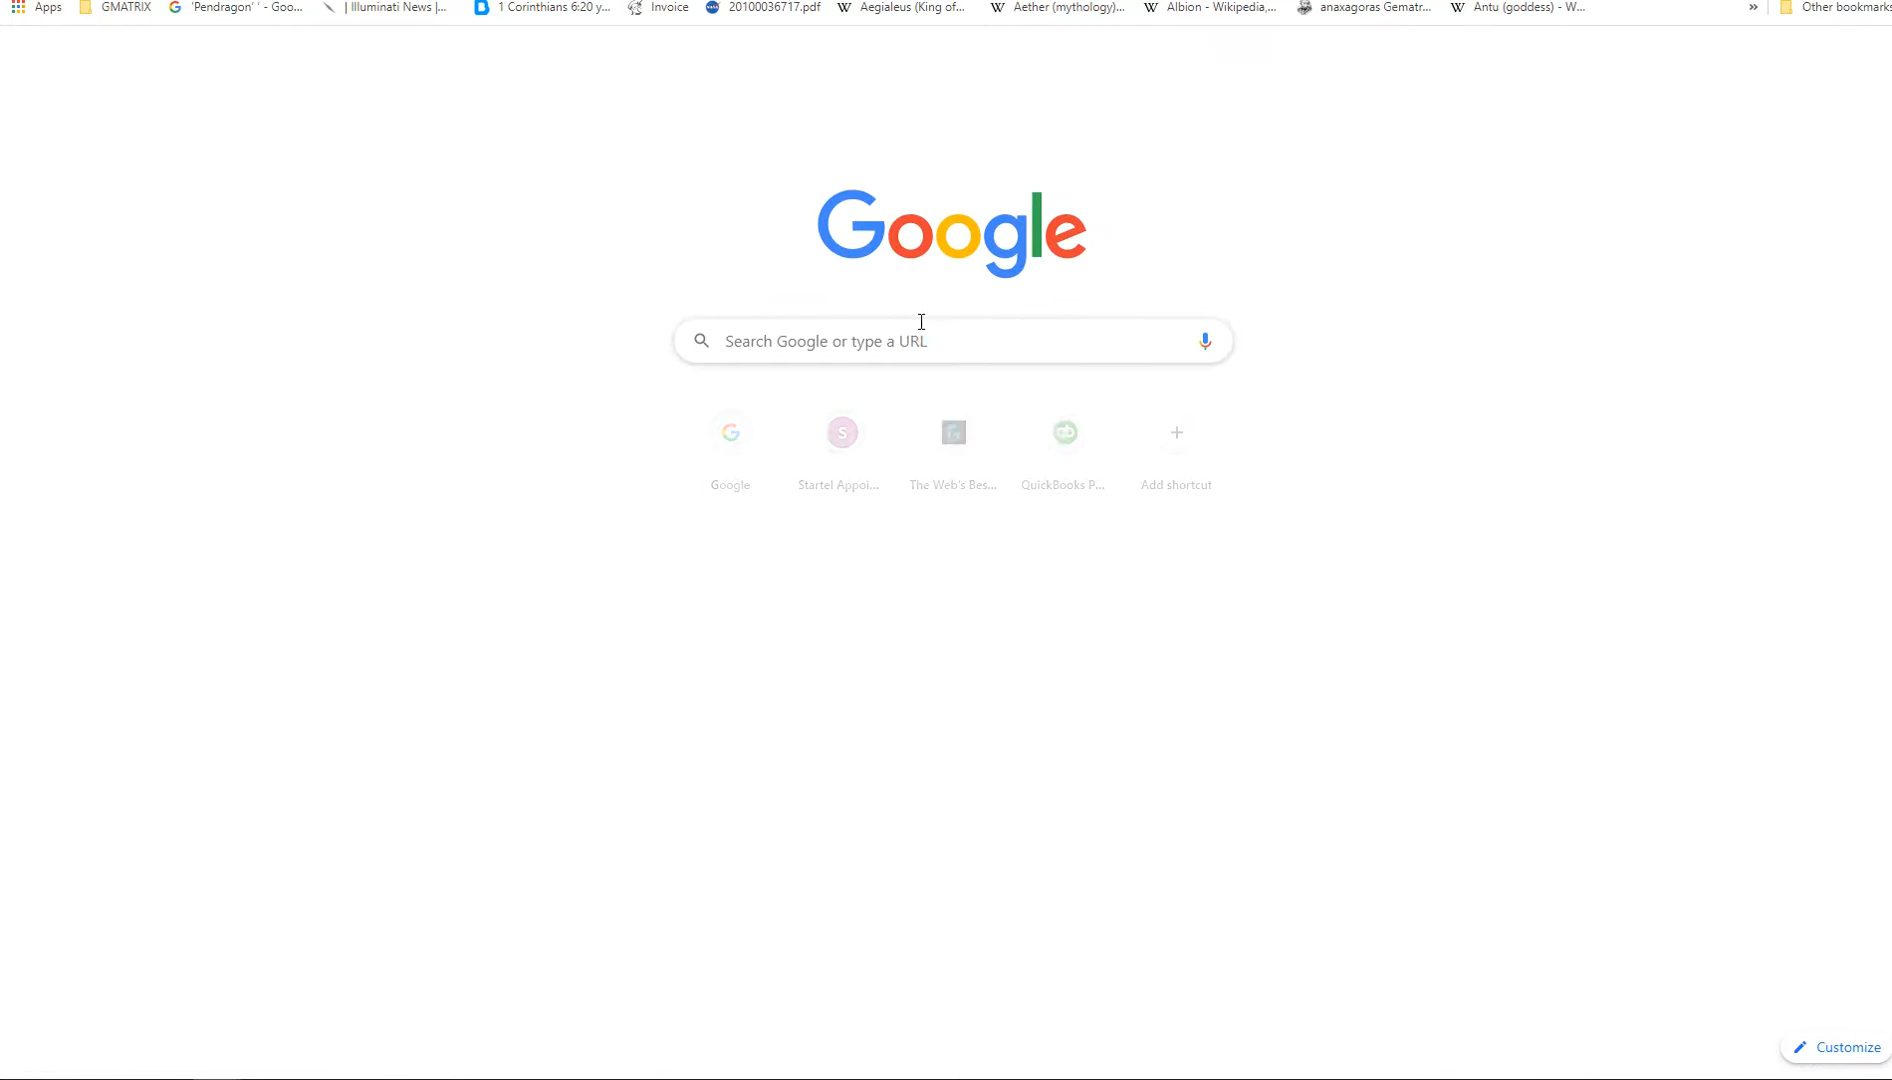 Apps GMATRIX 'Pendragon' ' - Goo... | Illuminati News |... 1 Corinthians 6:20 y... Invoice 20100036717.pdf Aegialeus (King of... Aether (mythology)... Albion - Wikipedia,... anaxagoras Gematr... Antu (goddess) - W... » Other bookmarks
Google
Search Google or type a URL
Google Startel Appoi... The Web's Bes... QuickBooks P... Add shortcut
Customize